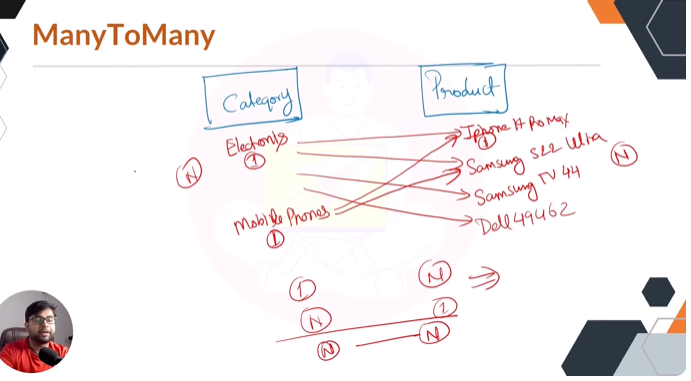 ManyToMany
Category
Product
Electronis
1
Iphone 14 Pro Max
1
N
Samsung S22 Ultra
N
Samsung TV 44
Mobile Phones
1
Dell 49462
1 N
N 1
N N